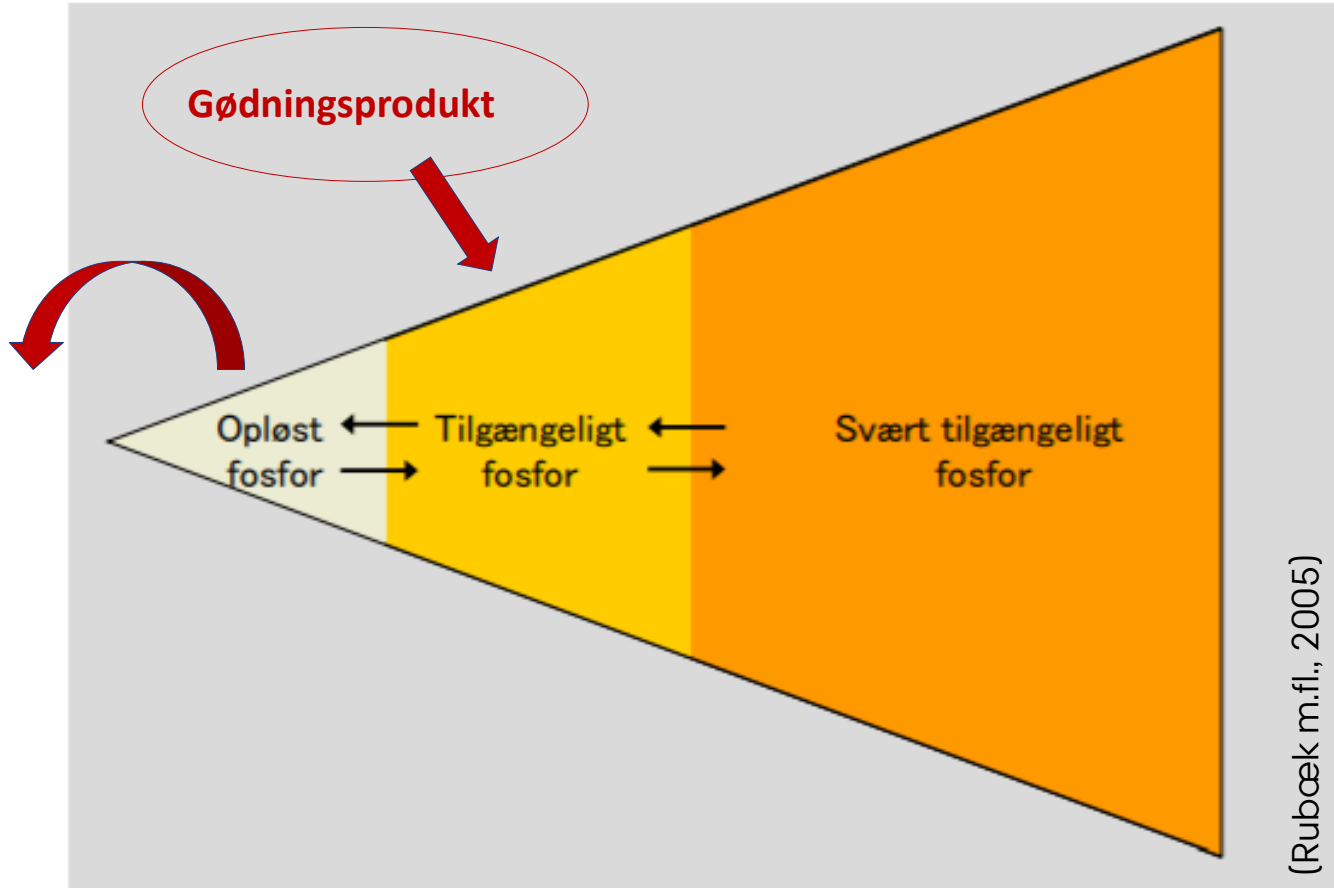 Gødningsprodukt
Opløst
fosfor
Tilgængeligt
fosfor
Svært tilgængeligt
fosfor
(Rubæk m.fl., 2005)